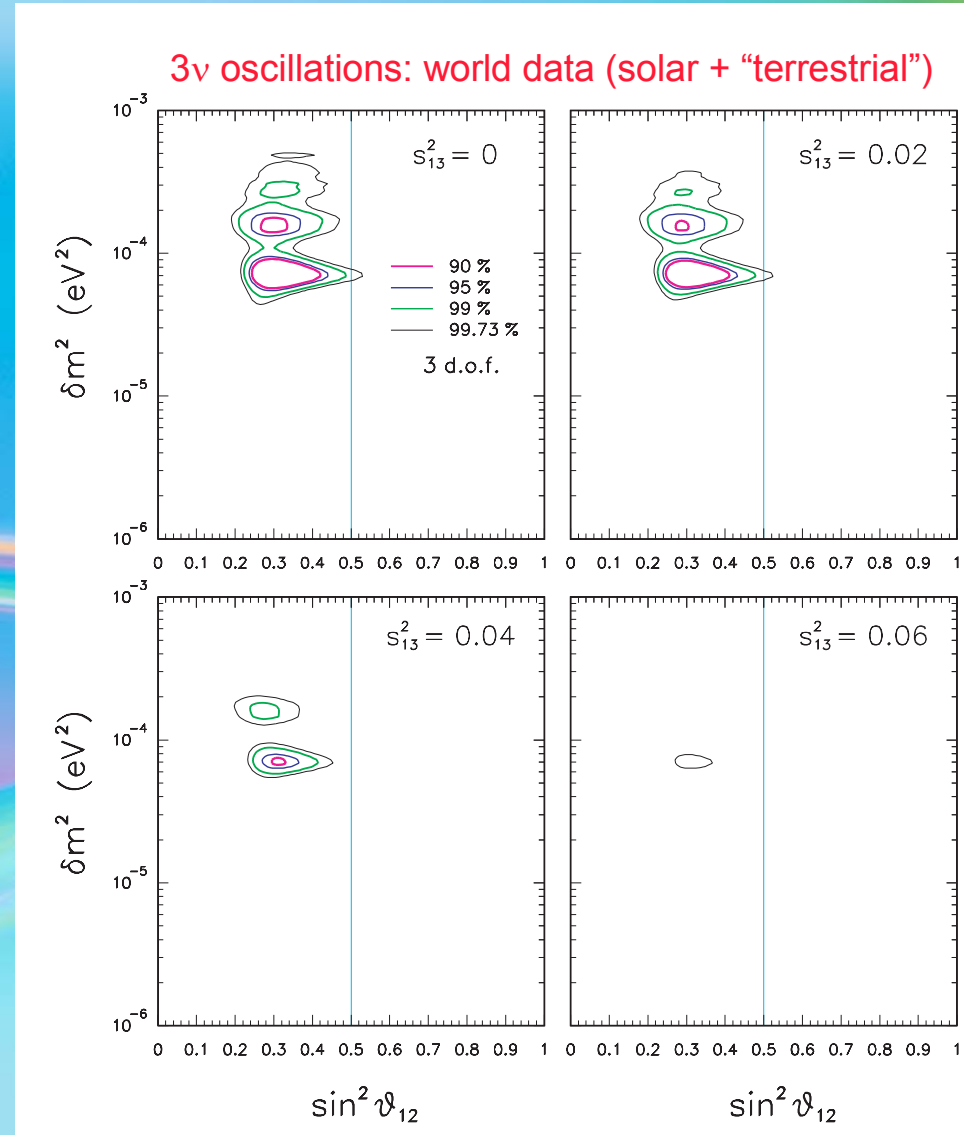 3ν oscillations: world data (solar + “terrestrial”)
10⁻³
10⁻⁴
10⁻⁵
10⁻⁶
δm² (eV²)
s²₁₃ = 0
90 %
95 %
99 %
99.73 %
3 d.o.f.
0 0.1 0.2 0.3 0.4 0.5 0.6 0.7 0.8 0.9 1
s²₁₃ = 0.02
0 0.1 0.2 0.3 0.4 0.5 0.6 0.7 0.8 0.9 1
10⁻³
10⁻⁴
10⁻⁵
10⁻⁶
δm² (eV²)
s²₁₃ = 0.04
0 0.1 0.2 0.3 0.4 0.5 0.6 0.7 0.8 0.9 1
sin² ϑ₁₂
s²₁₃ = 0.06
0 0.1 0.2 0.3 0.4 0.5 0.6 0.7 0.8 0.9 1
sin² ϑ₁₂